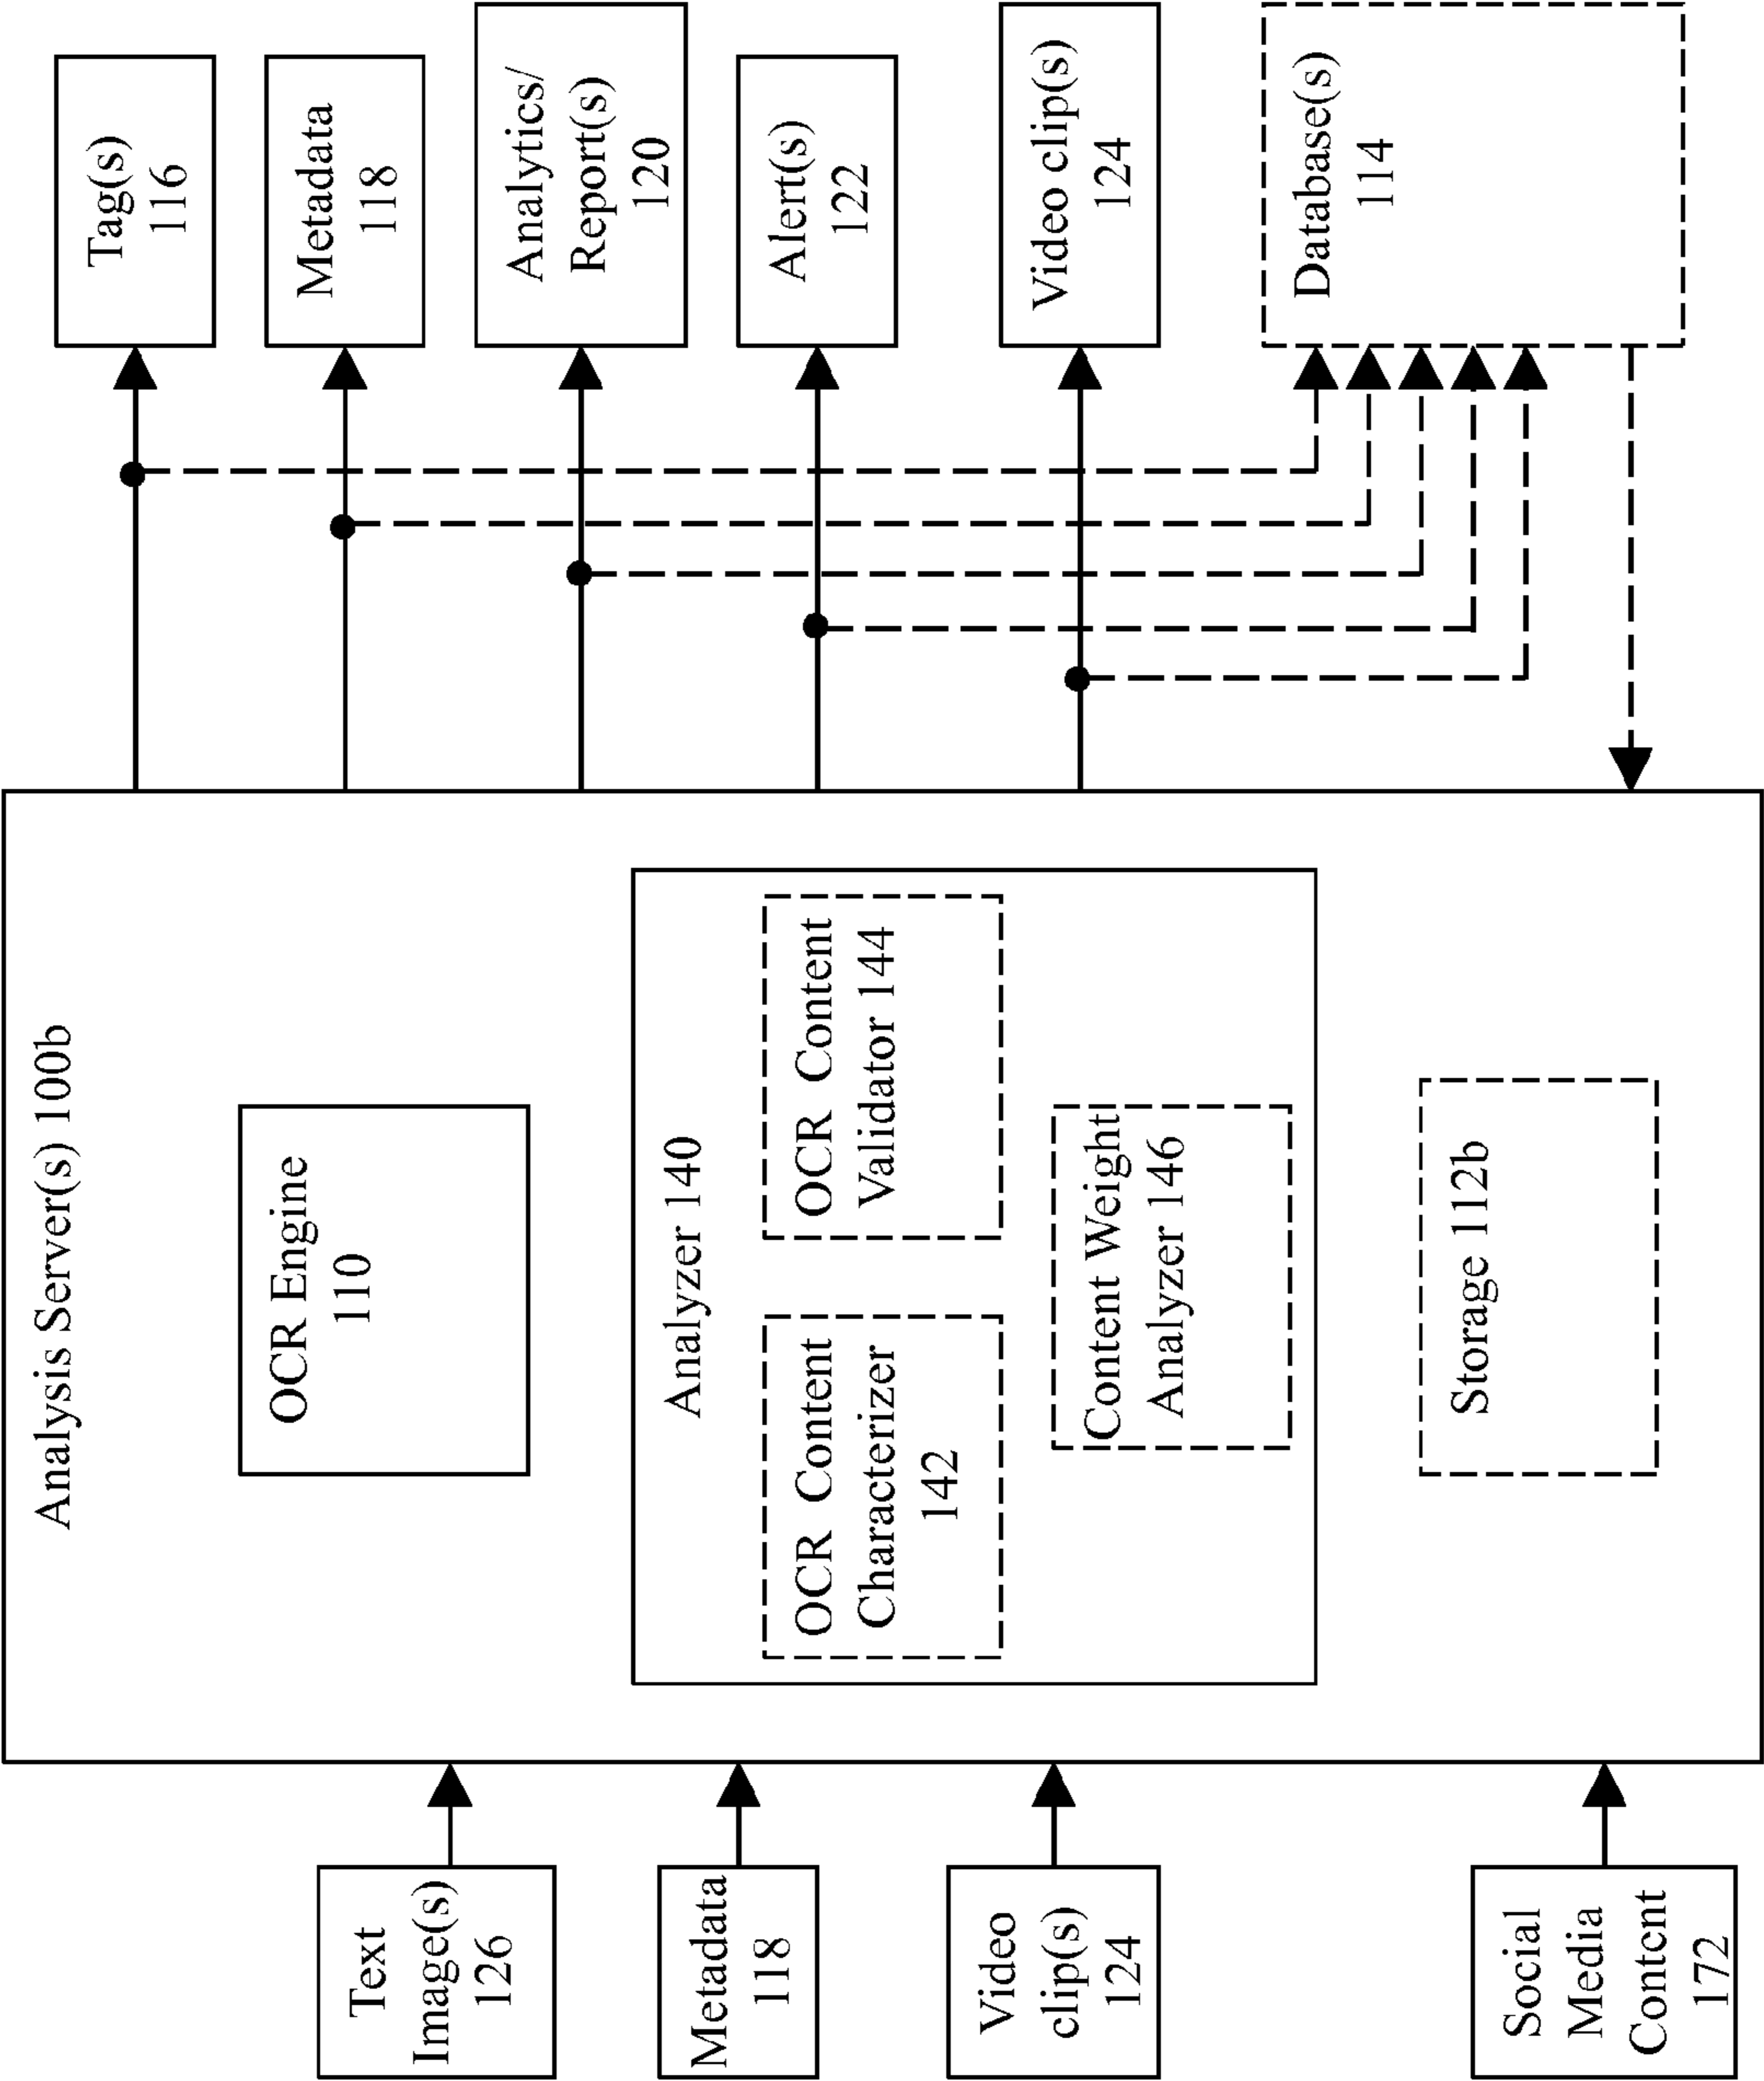 Analysis Server(s) 100b
OCR Engine
110
Analyzer 140
OCR Content
Characterizer
142
OCR Content
Validator 144
Content Weight
Analyzer 146
Storage 112b
Text
Image(s)
126
Metadata
118
Video
clip(s)
124
Social
Media
Content
172
Tag(s)
116
Metadata
118
Analytics/
Report(s)
120
Alert(s)
122
Video clip(s)
124
Database(s)
114